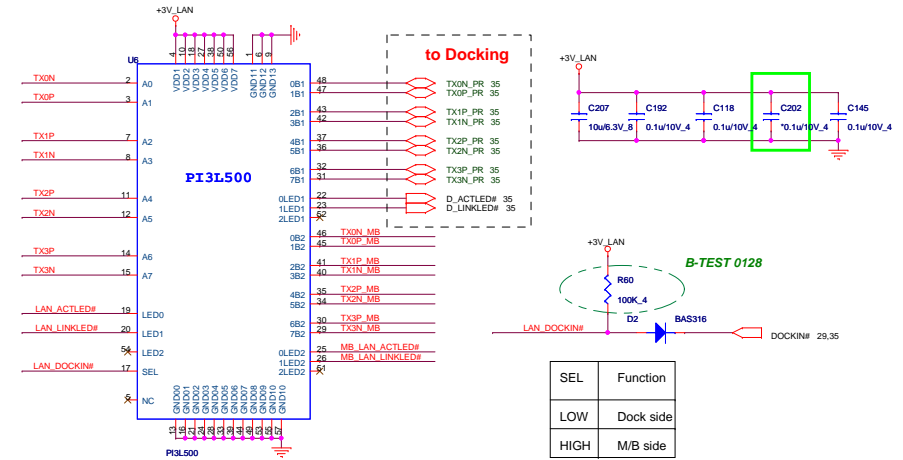 +3V_LAN
U6
4
10
18
27
38
50
56
1
6
9
VDD1
VDD2
VDD3
VDD4
VDD5
VDD6
VDD7
GND11
GND12
GND13
to Docking
TX0N 2 A0
TX0P 3 A1
TX1P 7 A2
TX1N 8 A3
TX2P 11 A4
TX2N 12 A5
TX3P 14 A6
TX3N 15 A7
LAN_ACTLED# 19 LED0
LAN_LINKLED# 20 LED1
54 LED2
LAN_DOCKIN# 17 SEL
5 NC
PI3L500
0B1 48 TX0N_PR 35
1B1 47 TX0P_PR 35
2B1 43 TX1P_PR 35
3B1 42 TX1N_PR 35
4B1 37 TX2P_PR 35
5B1 36 TX2N_PR 35
6B1 32 TX3P_PR 35
7B1 31 TX3N_PR 35
0LED1 22 D_ACTLED# 35
1LED1 23 D_LINKLED# 35
2LED1 52
0B2 46 TX0N_MB
1B2 45 TX0P_MB
2B2 41 TX1P_MB
3B2 40 TX1N_MB
4B2 35 TX2P_MB
5B2 34 TX2N_MB
6B2 30 TX3P_MB
7B2 29 TX3N_MB
0LED2 25 MB_LAN_ACTLED#
1LED2 26 MB_LAN_LINKLED#
2LED2 51
GND00
GND01
GND02
GND03
GND04
GND05
GND06
GND07
GND08
GND09
GND10
GND10
13
16
21
24
28
33
39
44
49
53
55
57
PI3L500
+3V_LAN
C207
10u/6.3V_8
C192
0.1u/10V_4
C118
0.1u/10V_4
C202
*0.1u/10V_4
C145
0.1u/10V_4
+3V_LAN
B-TEST 0128
R60
100K_4
LAN_DOCKIN#
D2 BAS316
DOCKIN# 29,35
SEL Function
LOW Dock side
HIGH M/B side